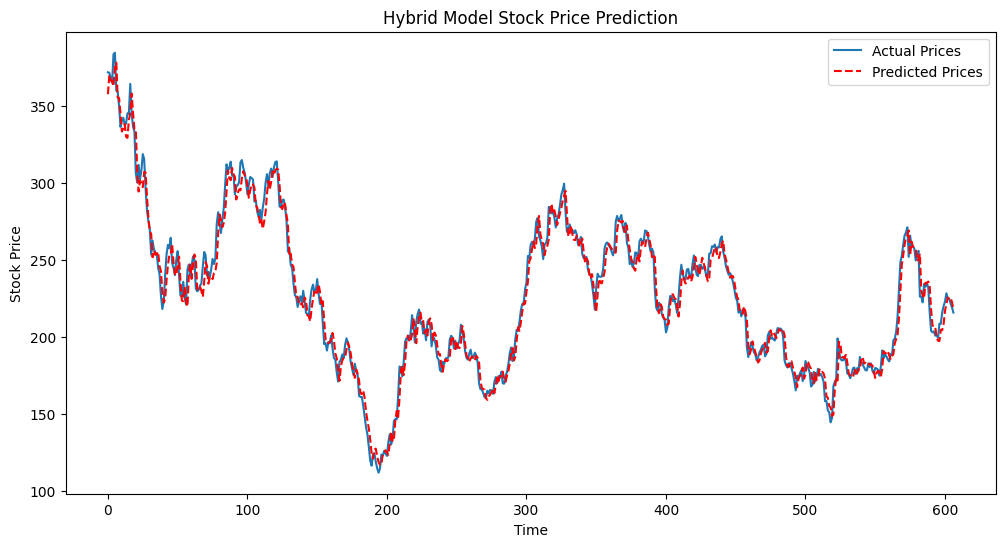 Hybrid Model Stock Price Prediction
Actual Prices
Predicted Prices
Stock Price
350
300
250
200
150
100
0 100 200 300 400 500 600
Time